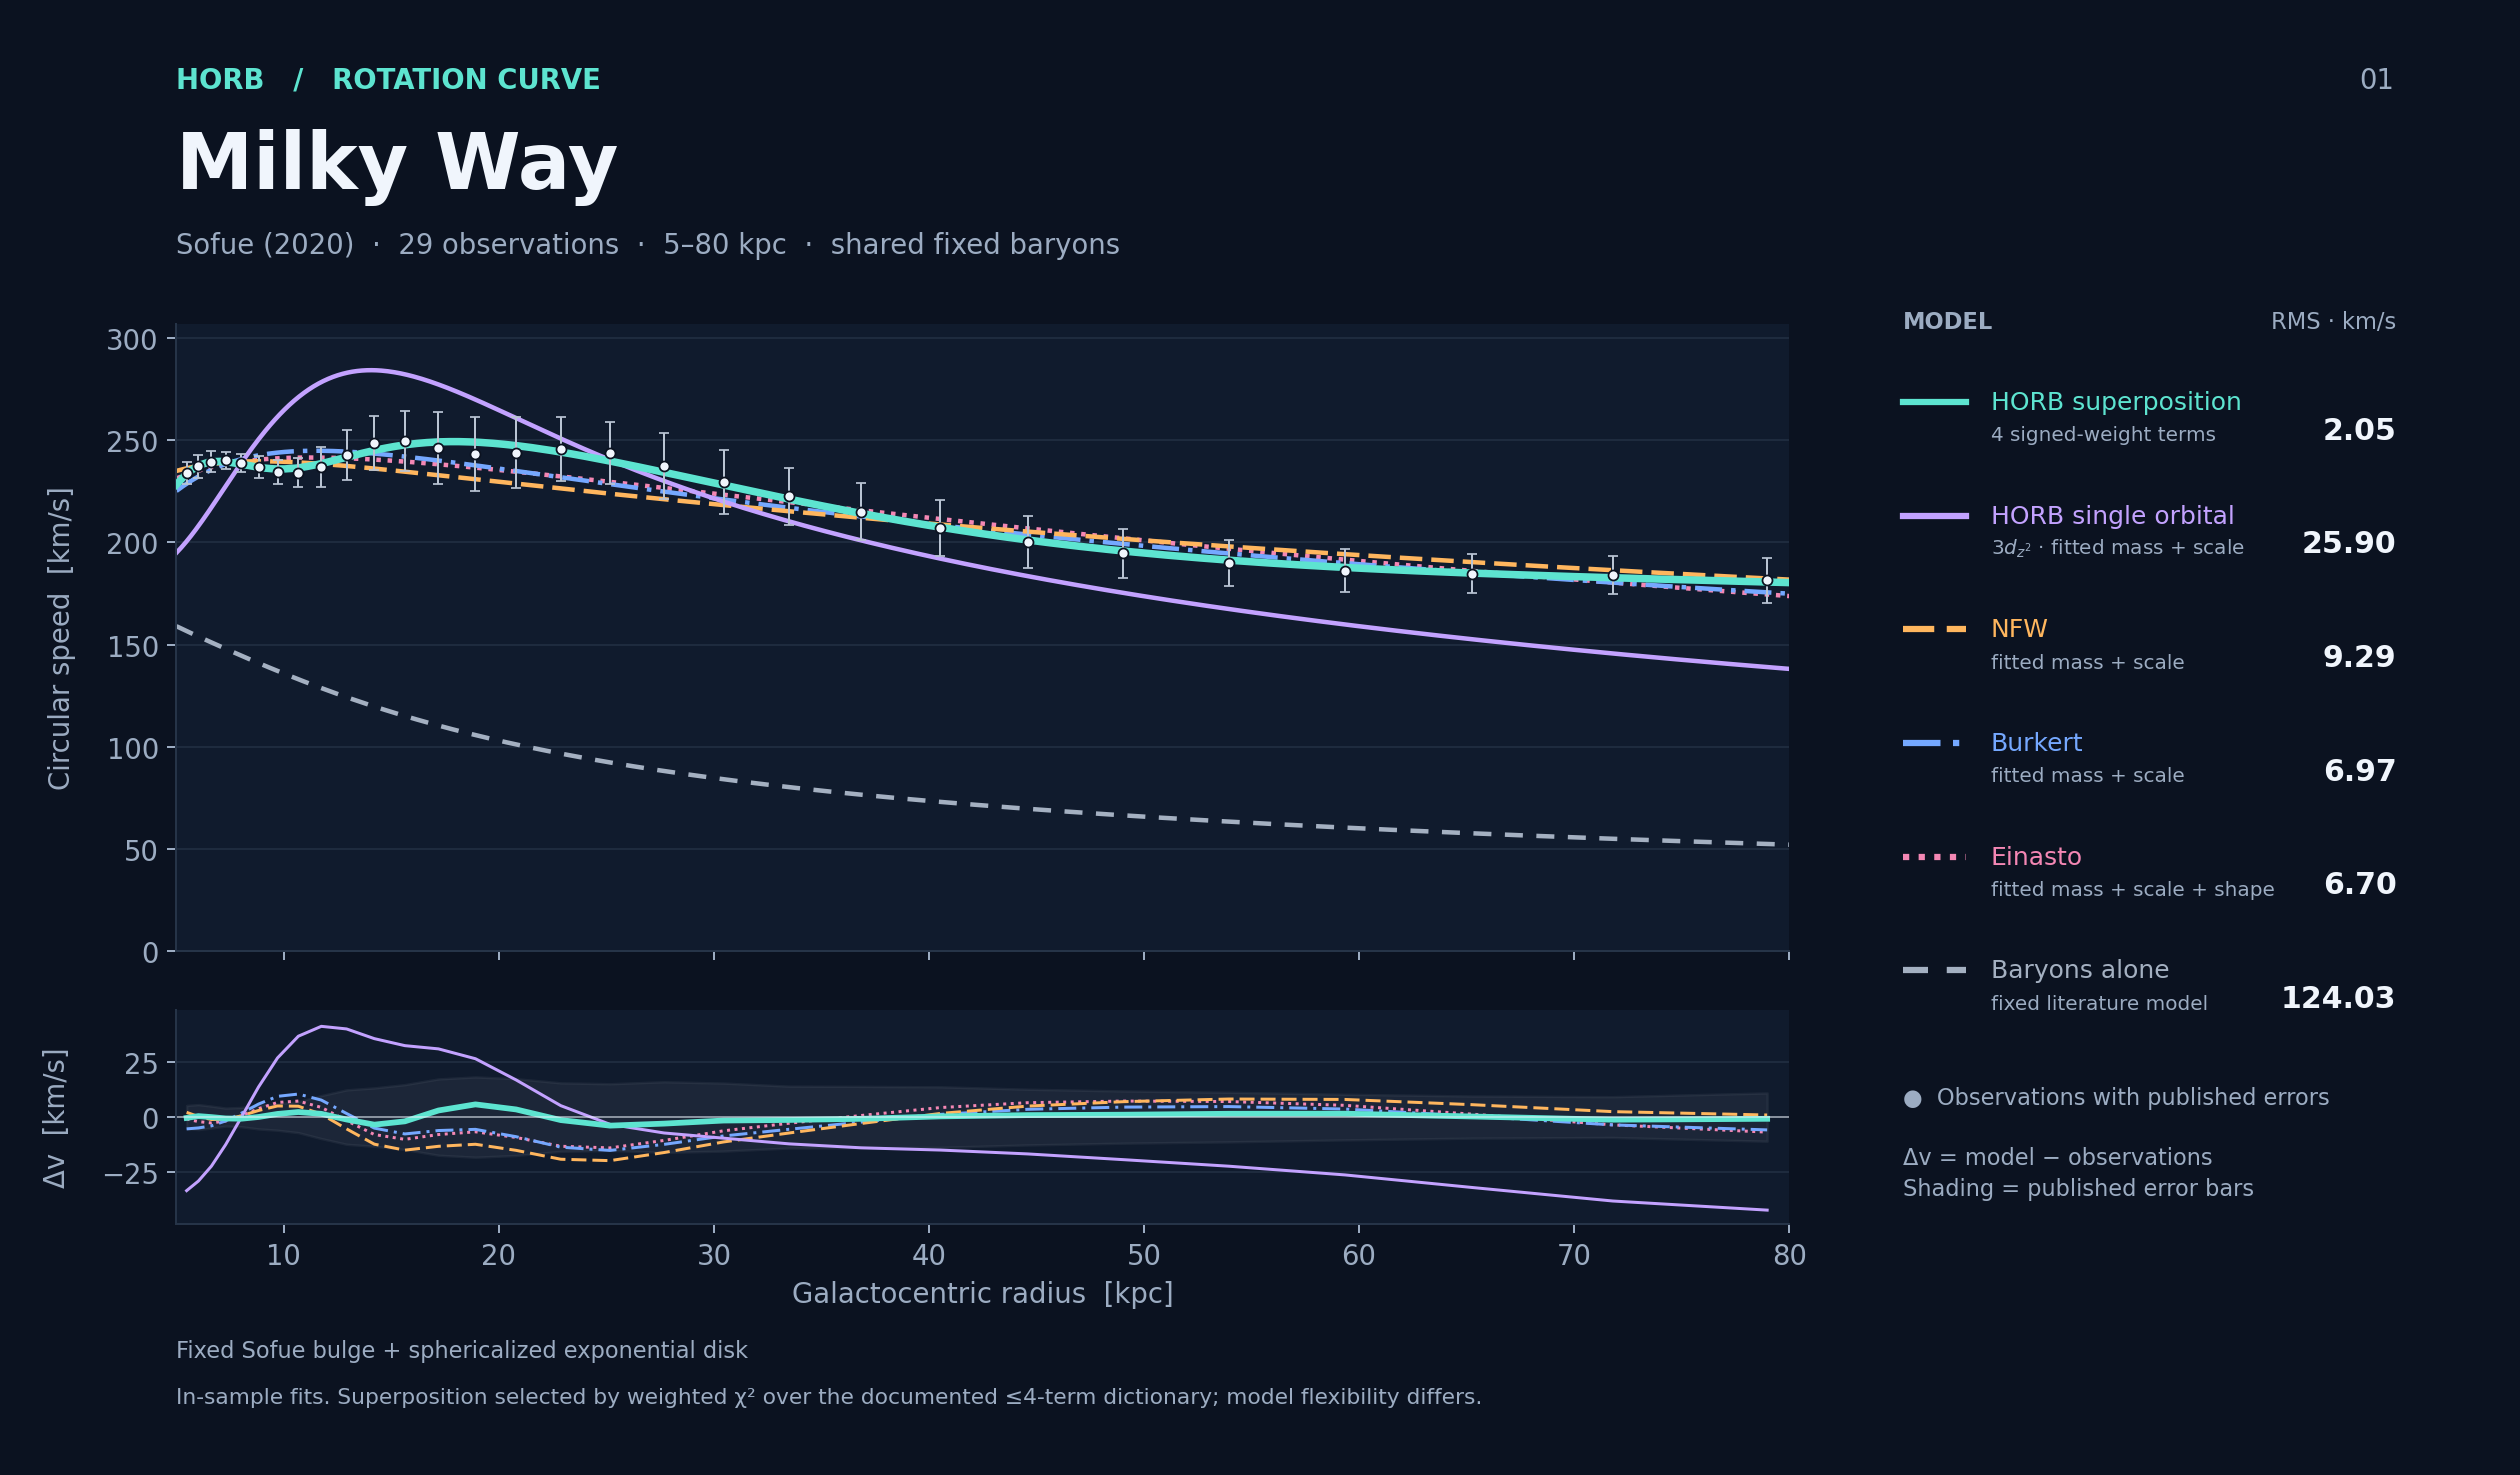 HORB / ROTATION CURVE
01
Milky Way
Sofue (2020) · 29 observations · 5–80 kpc · shared fixed baryons
MODEL
RMS · km/s
300
250
200
150
100
50
0
Circular speed [km/s]
HORB superposition
4 signed-weight terms
2.05
HORB single orbital
3d_{z²} · fitted mass + scale
25.90
NFW
fitted mass + scale
9.29
Burkert
fitted mass + scale
6.97
Einasto
fitted mass + scale + shape
6.70
Baryons alone
fixed literature model
124.03
Observations with published errors
Δv = model − observations
Shading = published error bars
25
0
−25
Δv [km/s]
10 20 30 40 50 60 70 80
Galactocentric radius [kpc]
Fixed Sofue bulge + sphericalized exponential disk
In-sample fits. Superposition selected by weighted χ² over the documented ≤4-term dictionary; model flexibility differs.